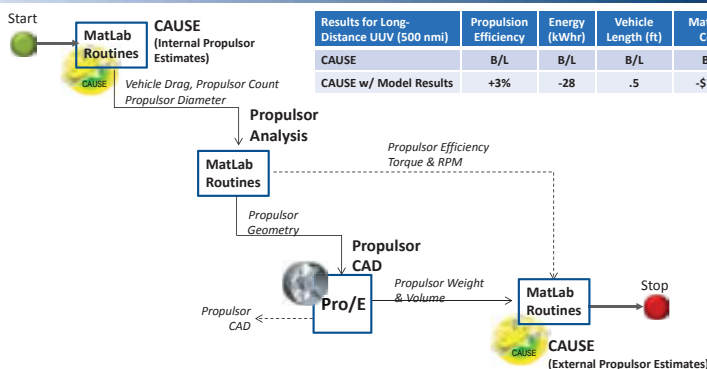 Start
CAUSE
(Internal Propulsor
Estimates)
MatLab
Routines
CAUSE
Results for Long-
Distance UUV (500 nmi)
Propulsion
Efficiency
Energy
(kWhr)
Vehicle
Length (ft)
CAUSE
B/L
B/L
B/L
CAUSE w/ Model Results
+3%
-28
.5
Vehicle Drag, Propulsor Count
Propulsor Diameter
Propulsor
Analysis
MatLab
Routines
Propulsor Efficiency
Torque & RPM
Propulsor
Geometry
Propulsor
CAD
Pro/E
Propulsor Weight
& Volume
Propulsor
CAD
MatLab
Routines
Stop
CAUSE
CAUSE
(External Propulsor Estimates)